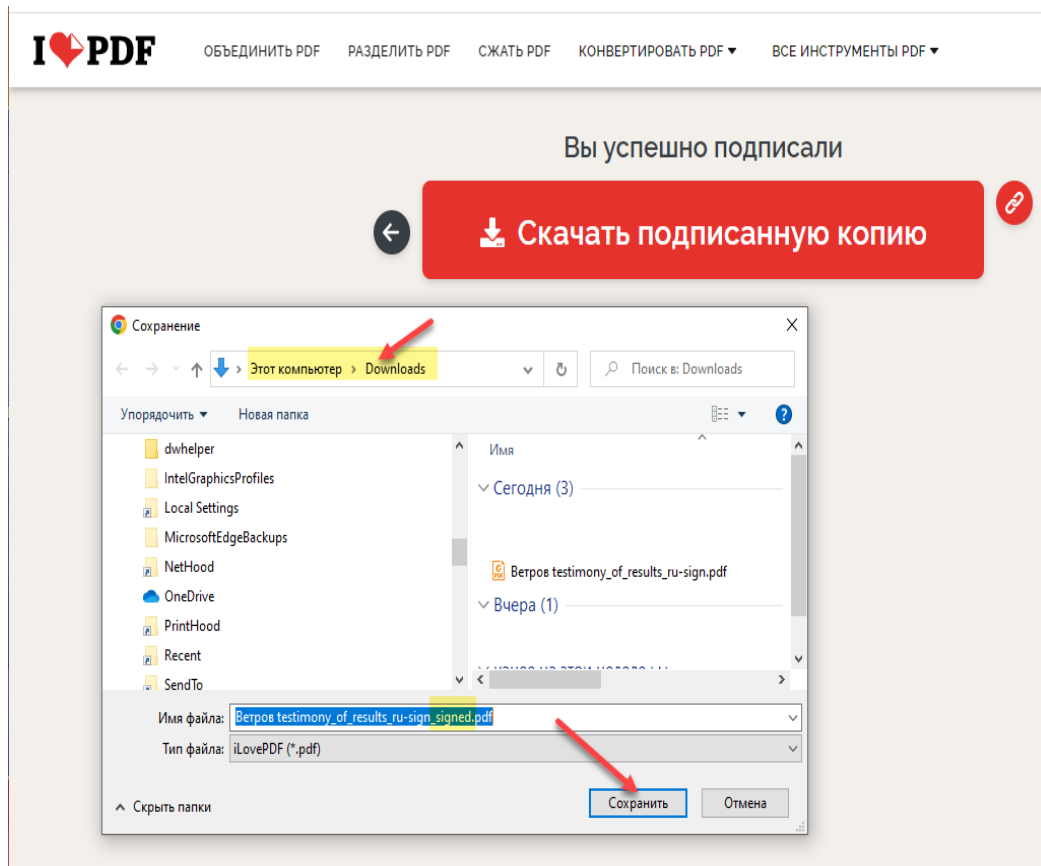 I PDF
ОБЪЕДИНИТЬ PDF РАЗДЕЛИТЬ PDF СЖАТЬ PDF КОНВЕРТИРОВАТЬ PDF ВСЕ ИНСТРУМЕНТЫ PDF
Вы успешно подписали
Скачать подписанную копию
Сохранение
Этот компьютер › Downloads
Поиск в: Downloads
Упорядочить Новая папка
dwhelper
IntelGraphicsProfiles
Local Settings
MicrosoftEdgeBackups
NetHood
OneDrive
PrintHood
Recent
SendTo
Имя
Сегодня (3)
Ветров testimony_of_results_ru-sign.pdf
Вчера (1)
Имя файла: Ветров testimony_of_results_ru-sign_signed.pdf
Тип файла: iLovePDF (*.pdf)
Скрыть папки
Сохранить Отмена